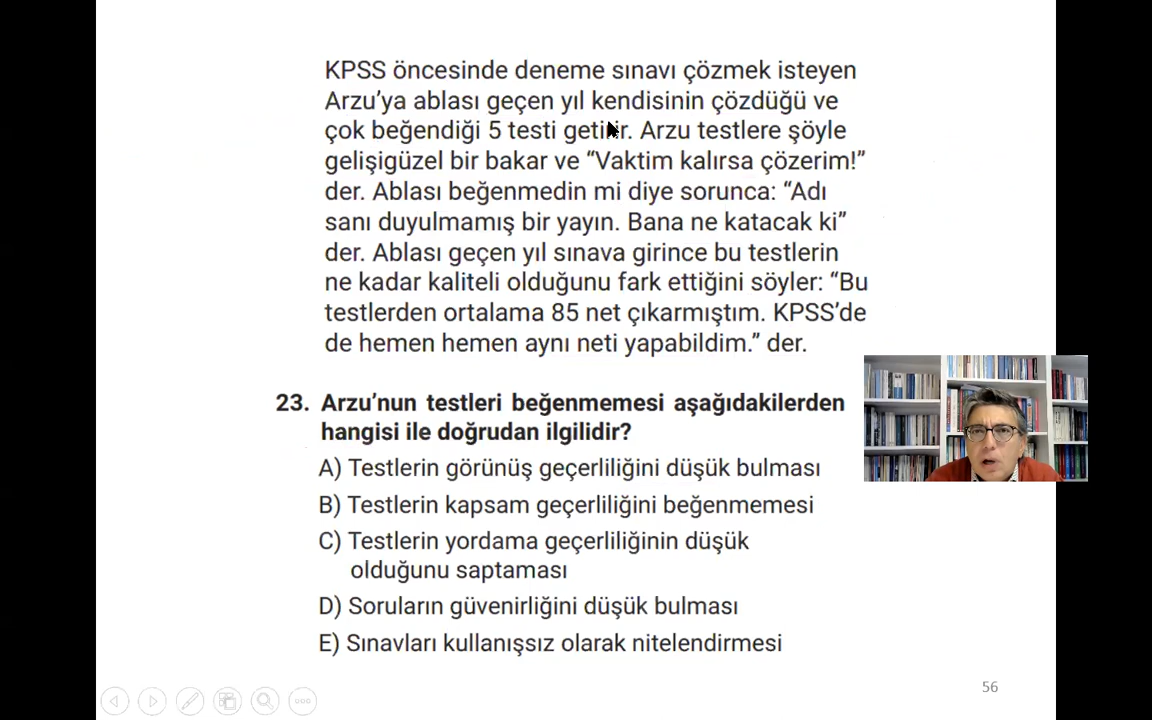 KPSS öncesinde deneme sınavı çözmek isteyen
Arzu’ya ablası geçen yıl kendisinin çözdüğü ve
çok beğendiği 5 testi getirir. Arzu testlere şöyle
gelişigüzel bir bakar ve “Vaktim kalırsa çözerim!”
der. Ablası beğenmedin mi diye sorunca: “Adı
sanı duyulmamış bir yayın. Bana ne katacak ki”
der. Ablası geçen yıl sınava girince bu testlerin
ne kadar kaliteli olduğunu fark ettiğini söyler: “Bu
testlerden ortalama 85 net çıkarmıştım. KPSS’de
de hemen hemen aynı neti yapabildim.” der.
23. Arzu’nun testleri beğenmemesi aşağıdakilerden
hangisi ile doğrudan ilgilidir?
A) Testlerin görünüş geçerliliğini düşük bulması
B) Testlerin kapsam geçerliliğini beğenmemesi
C) Testlerin yordama geçerliliğinin düşük
olduğunu saptaması
D) Soruların güvenirliğini düşük bulması
E) Sınavları kullanışsız olarak nitelendirmesi
56